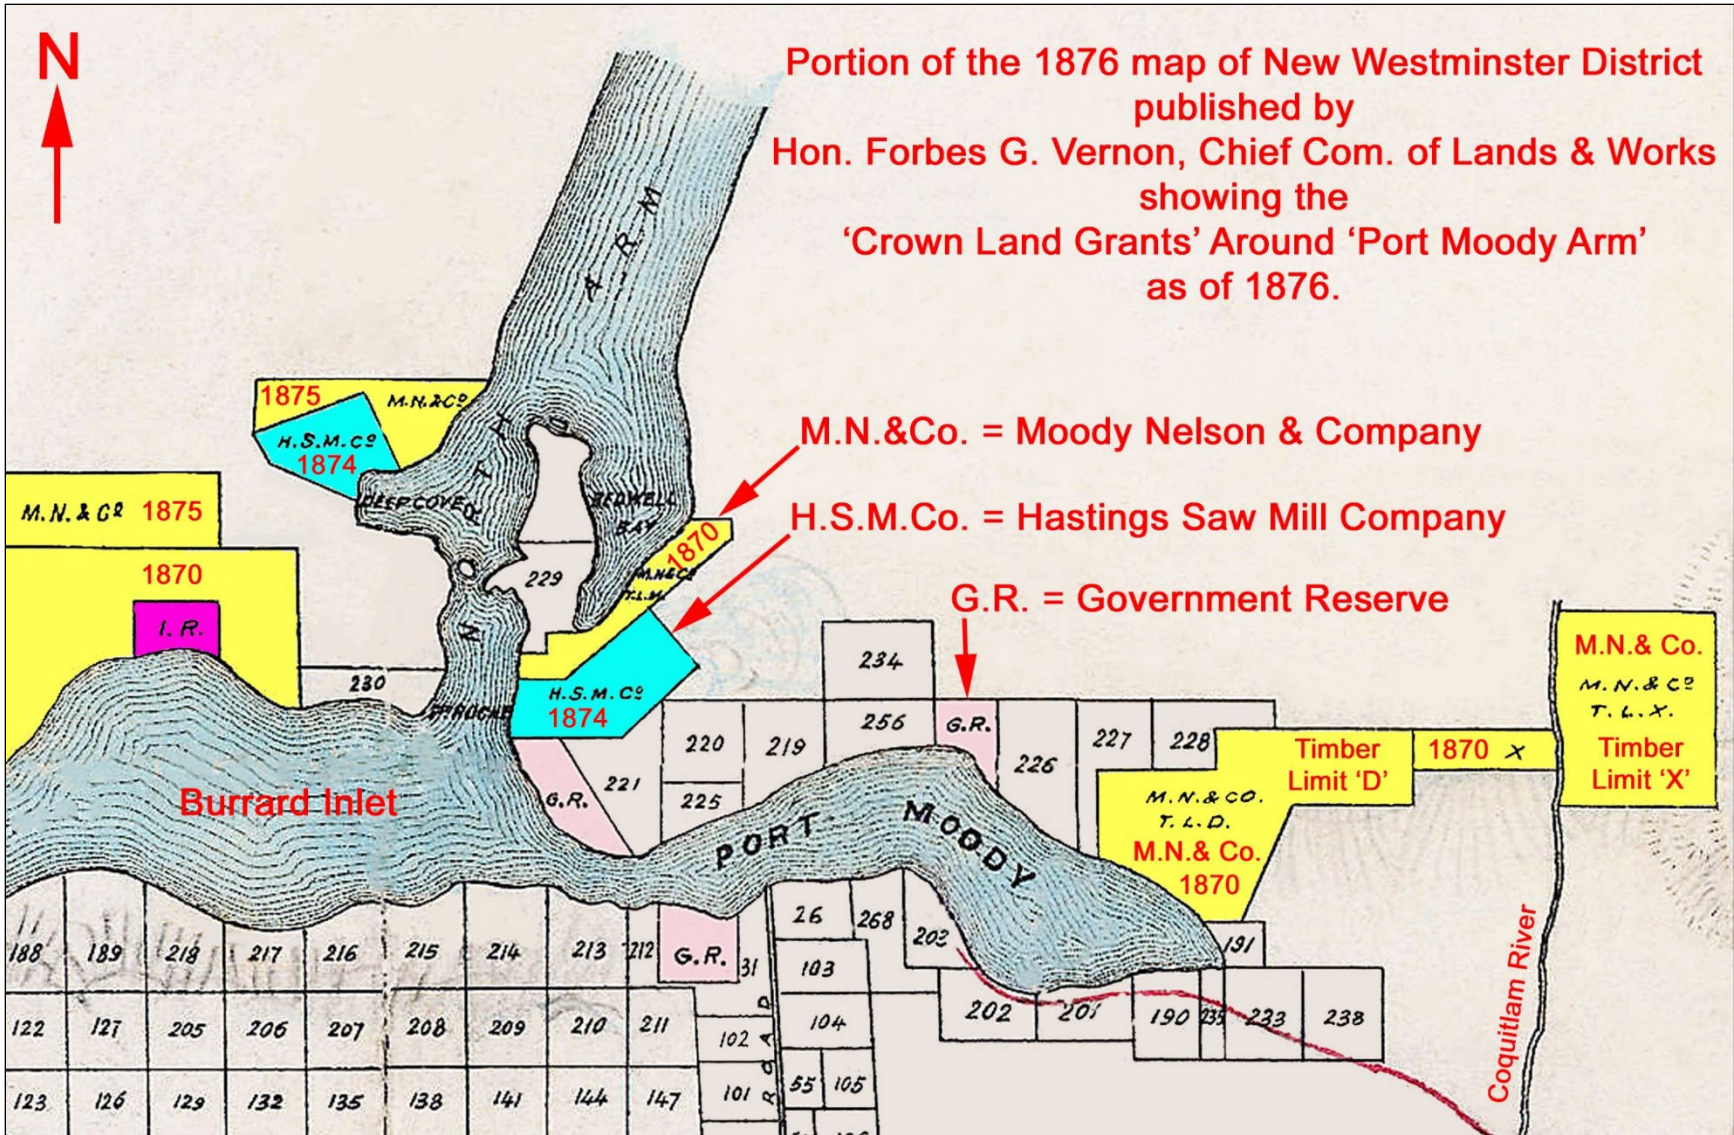 N
Portion of the 1876 map of New Westminster District
published by
Hon. Forbes G. Vernon, Chief Com. of Lands & Works
showing the
‘Crown Land Grants’ Around ‘Port Moody Arm’
as of 1876.
NORTH ARM
1875
M.N.&Cº
H.S.M.Cº
1874
DEEP COVE
BEDWELL
BAY
M.N.&Co. = Moody Nelson & Company
M.N.&Cº 1875
H.S.M.Co. = Hastings Saw Mill Company
1870
M.N.&Cº
1870
229
G.R. = Government Reserve
I.R.
230
H.S.M.Cº
1874
234
M.N.& Co.
M.N.&Cº
T.L.X.
Timber
Limit ‘X’
220
219
256
G.R.
226
227
228
Timber
Limit ‘D’
1870 X
G.R.
221
225
Burrard Inlet
M.N.&CO.
T.L.D.
M.N.& Co.
1870
PORT MOODY
26
268
203
188
189
218
217
216
215
214
213
212
G.R.
31
103
191
122
127
205
206
207
208
209
210
211
102
104
202
201
190
235
233
238
123
126
129
132
135
138
141
144
147
101
55
105
ROAD
Coquitlam River